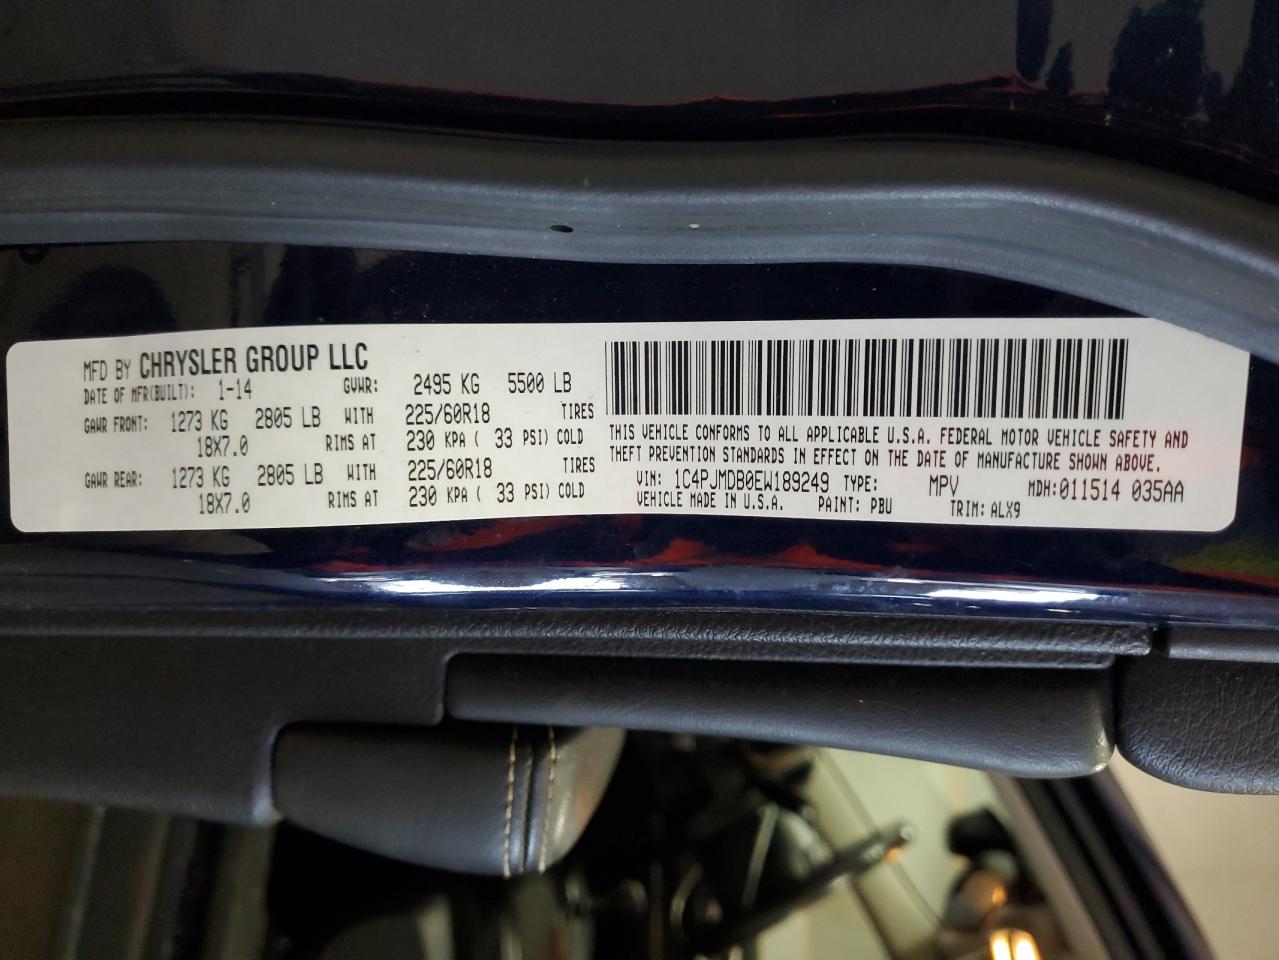 MFD BY CHRYSLER GROUP LLC
DATE OF MFR(BUILT): 1-14 GVWR: 2495 KG 5500 LB
GAWR FRONT: 1273 KG 2805 LB WITH 225/60R18 TIRES
18X7.0 RIMS AT 230 KPA ( 33 PSI) COLD
GAWR REAR: 1273 KG 2805 LB WITH 225/60R18 TIRES
18X7.0 RIMS AT 230 KPA ( 33 PSI) COLD
THIS VEHICLE CONFORMS TO ALL APPLICABLE U.S.A. FEDERAL MOTOR VEHICLE SAFETY AND
THEFT PREVENTION STANDARDS IN EFFECT ON THE DATE OF MANUFACTURE SHOWN ABOVE.
VIN: 1C4PJMDB0EW189249 TYPE: MPV MDH:011514 035AA
VEHICLE MADE IN U.S.A. PAINT: PBU TRIM:ALX9